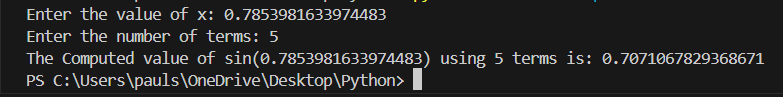 Enter the value of x: 0.7853981633974483
Enter the number of terms: 5
The Computed value of sin(0.7853981633974483) using 5 terms is: 0.7071067829368671
PS C:\Users\pauls\OneDrive\Desktop\Python>